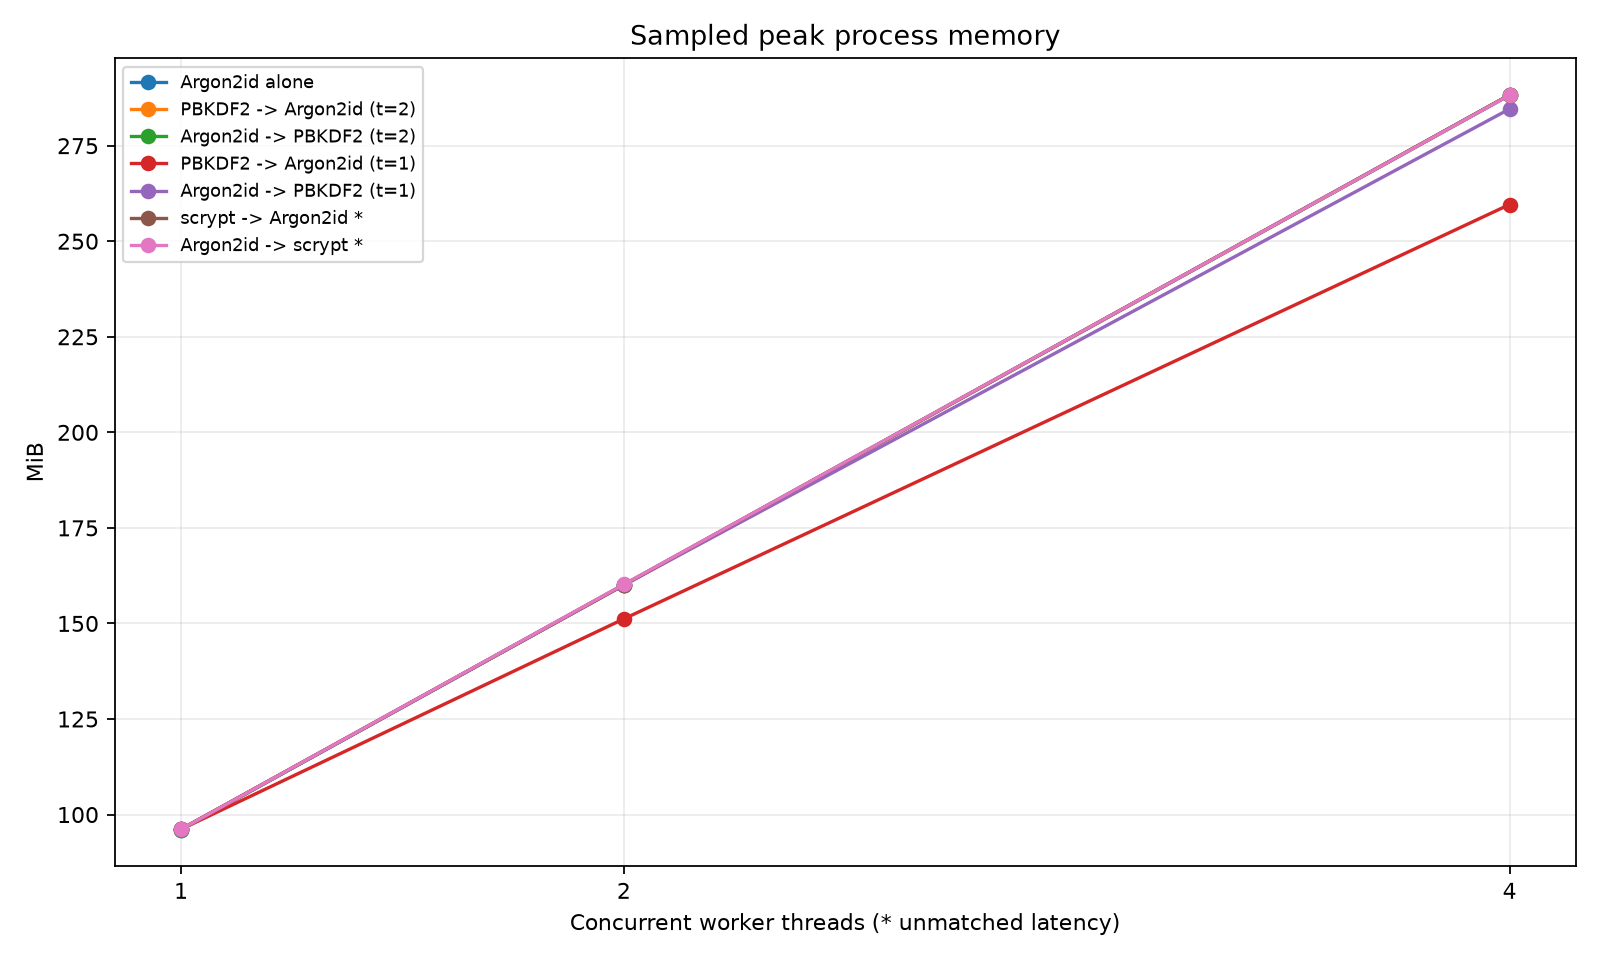 Sampled peak process memory
Argon2id alone
PBKDF2 -> Argon2id (t=2)
Argon2id -> PBKDF2 (t=2)
PBKDF2 -> Argon2id (t=1)
Argon2id -> PBKDF2 (t=1)
scrypt -> Argon2id *
Argon2id -> scrypt *
275
250
225
200
175
150
125
100
MiB
1 2 4
Concurrent worker threads (* unmatched latency)